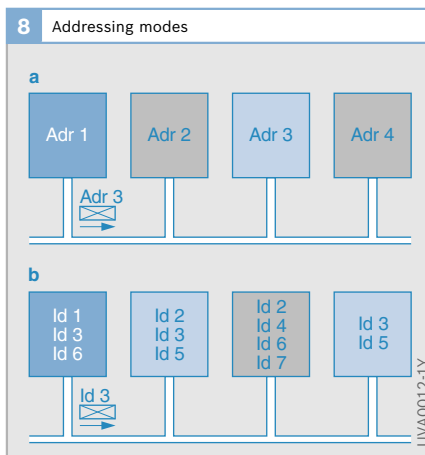 8 Addressing modes
a
Adr 1 Adr 2 Adr 3 Adr 4
Adr 3
b
Id 1
Id 3
Id 6
Id 2
Id 3
Id 5
Id 2
Id 4
Id 6
Id 7
Id 3
Id 5
Id 3
UVA0012-1Y